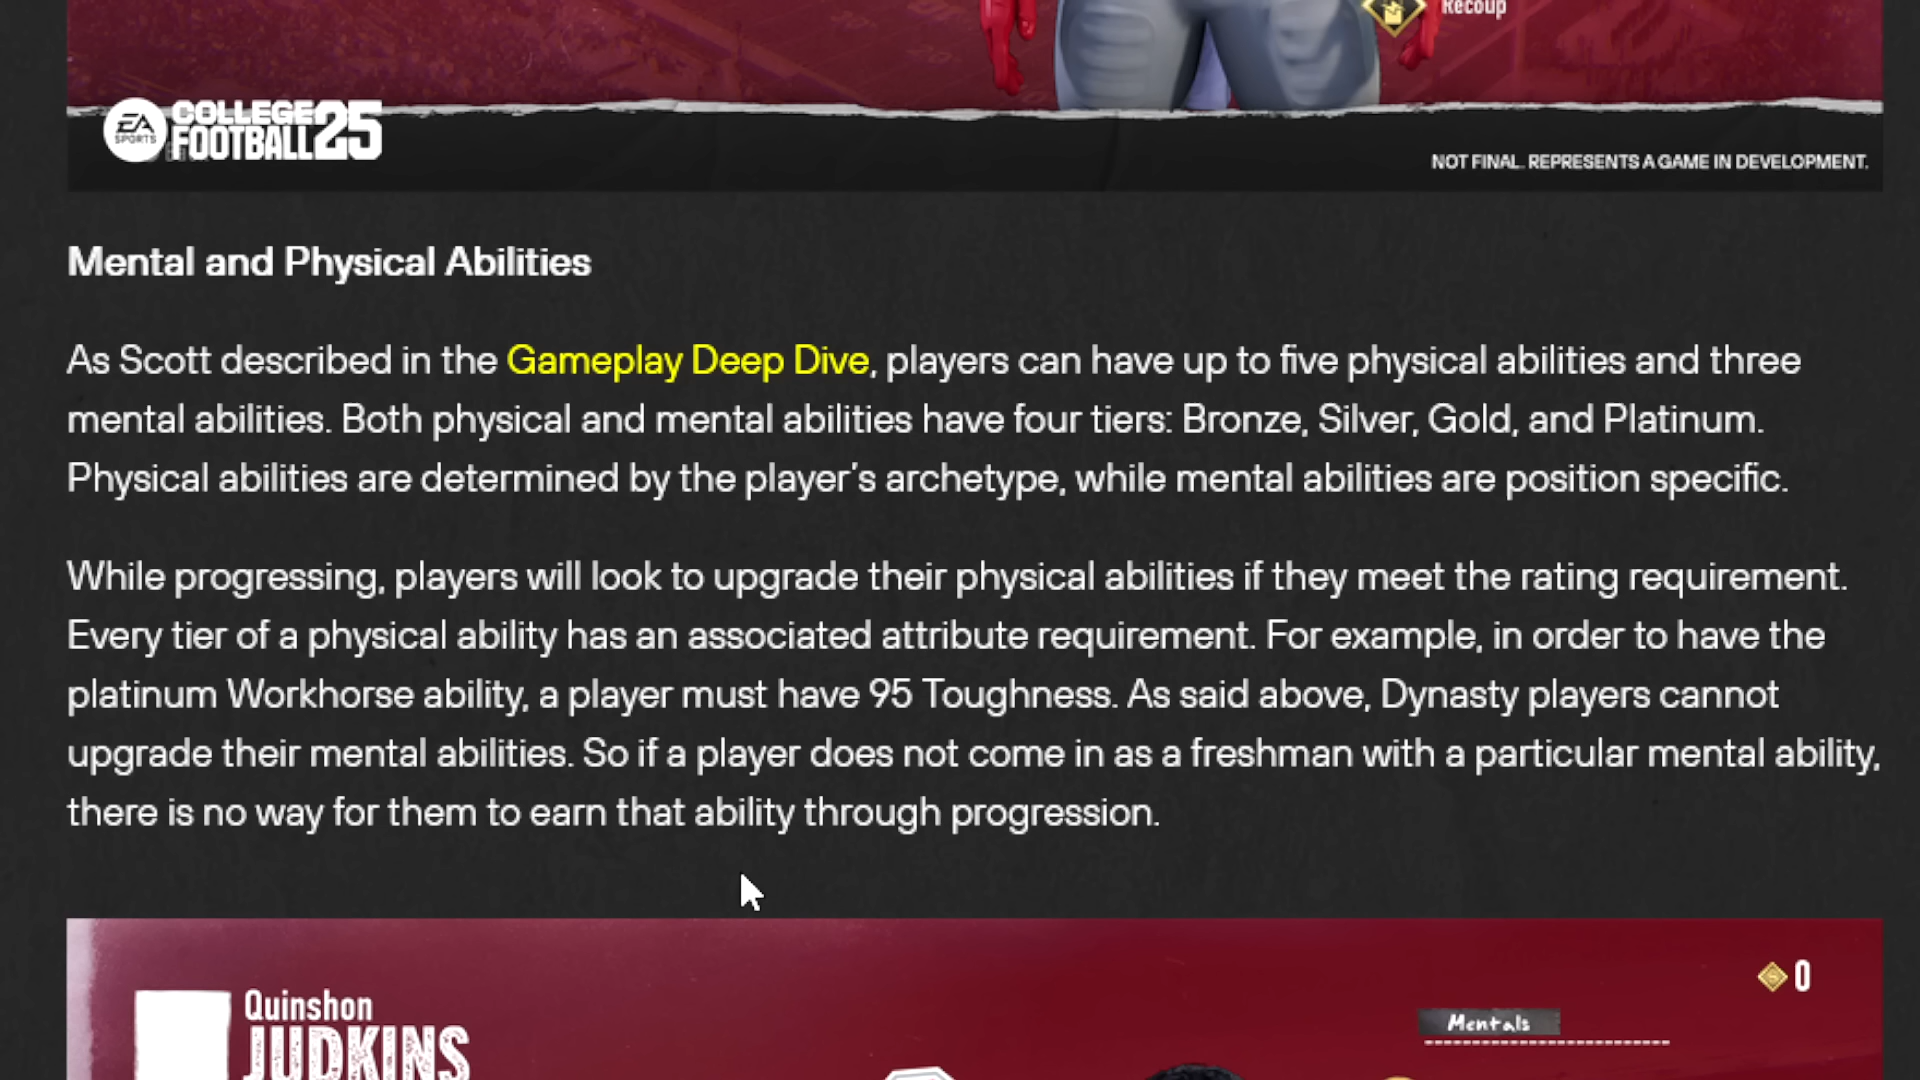 Recoup
EA
SPORTS
COLLEGE
FOOTBALL 25
NOT FINAL. REPRESENTS A GAME IN DEVELOPMENT.
Mental and Physical Abilities
As Scott described in the Gameplay Deep Dive, players can have up to five physical abilities and three
mental abilities. Both physical and mental abilities have four tiers: Bronze, Silver, Gold, and Platinum.
Physical abilities are determined by the player’s archetype, while mental abilities are position specific.
While progressing, players will look to upgrade their physical abilities if they meet the rating requirement.
Every tier of a physical ability has an associated attribute requirement. For example, in order to have the
platinum Workhorse ability, a player must have 95 Toughness. As said above, Dynasty players cannot
upgrade their mental abilities. So if a player does not come in as a freshman with a particular mental ability,
there is no way for them to earn that ability through progression.
0
Quinshon
JUDKINS
Mentals